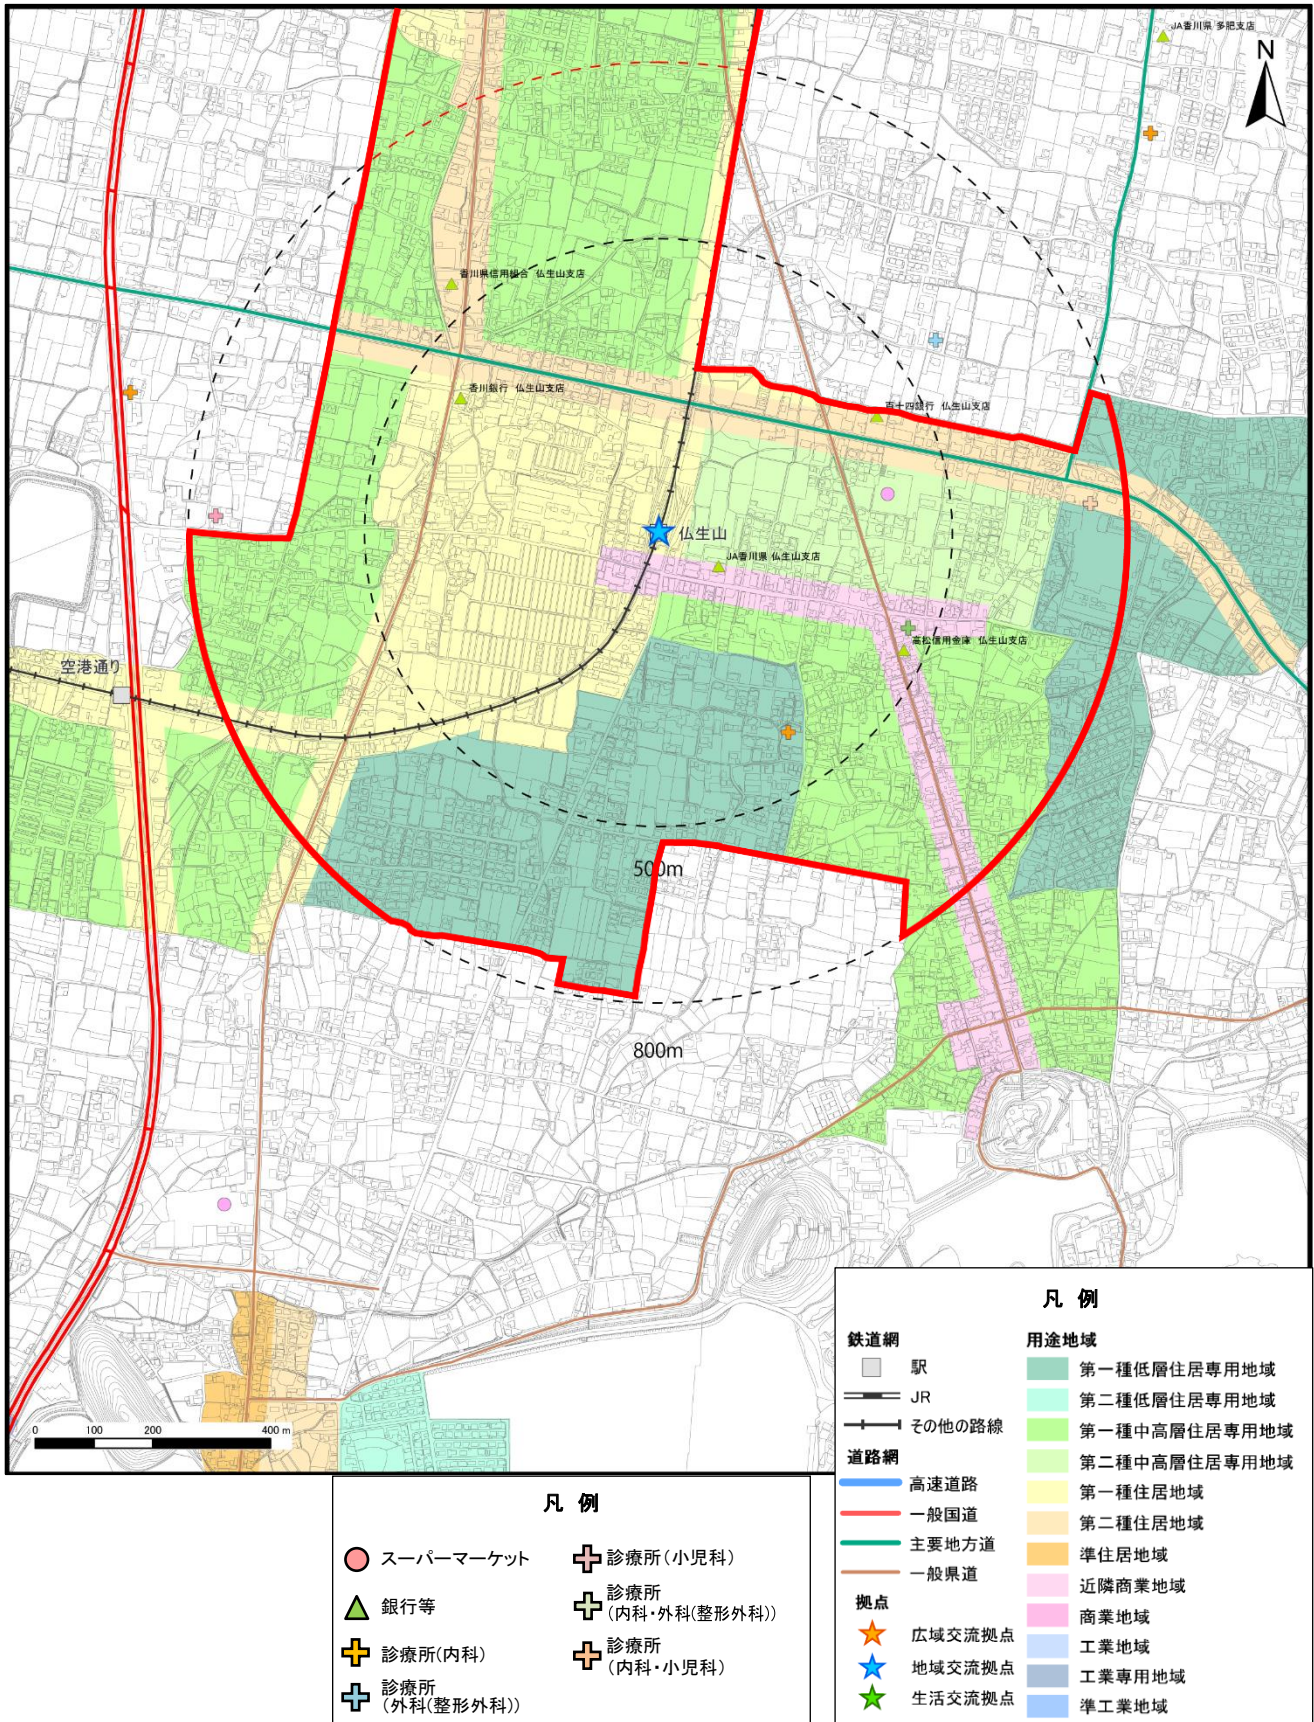 JA香川県 多肥支店
N
香川県信用組合 仏生山支店
香川銀行 仏生山支店
百十四銀行 仏生山支店
仏生山
JA香川県 仏生山支店
高松信用金庫 仏生山支店
空港通り
500m
800m
0 100 200 400 m
凡 例
鉄道網
駅
JR
その他の路線
道路網
高速道路
一般国道
主要地方道
一般県道
拠点
広域交流拠点
地域交流拠点
生活交流拠点
用途地域
第一種低層住居専用地域
第二種低層住居専用地域
第一種中高層住居専用地域
第二種中高層住居専用地域
第一種住居地域
第二種住居地域
準住居地域
近隣商業地域
商業地域
工業地域
工業専用地域
準工業地域
凡 例
スーパーマーケット
銀行等
診療所(内科)
診療所
(外科(整形外科))
診療所(小児科)
診療所
(内科・外科(整形外科))
診療所
(内科・小児科)